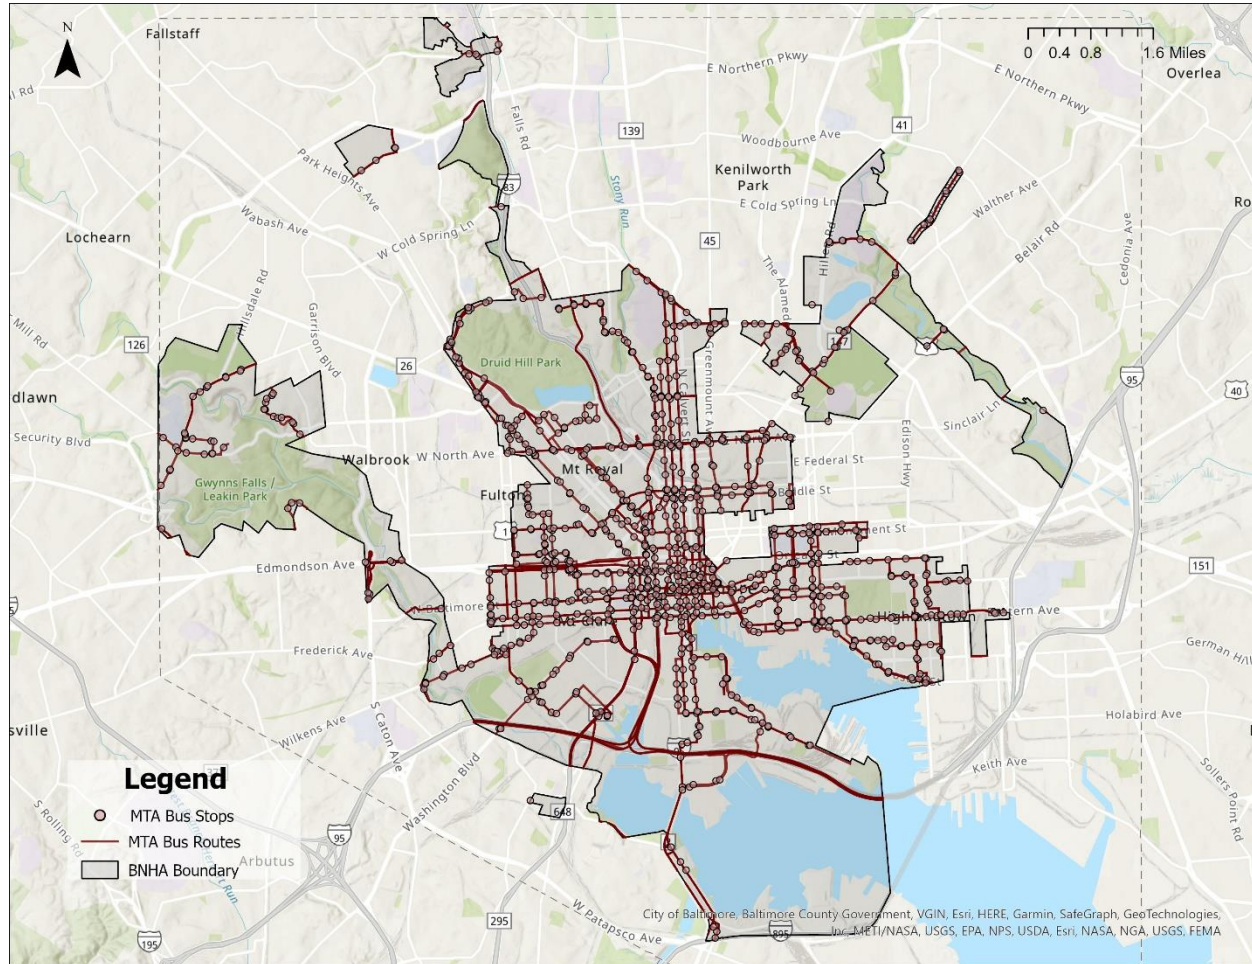 N
Fallstaff
0 0.4 0.8 1.6 Miles
Overlea
E Northern Pkwy
E Northern Pkwy
Falls Rd
139
41
Woodbourne Ave
Park Heights Ave
83
Stony Run
Kenilworth
Park
E Cold Spring Ln
Walther Ave
Wabash Ave
W Cold Spring Ln
Lochearn
45
Belair Rd
Cedonia Ave
Hillsdale Rd
Garrison Blvd
126
26
Druid Hill Park
Greenmount Av
N Calvert St
147
95
40
Edison Hwy
Sinclair Ln
dlawn
Security Blvd
Walbrook
W North Ave
Mt Royal
E Federal St
Biddle St
Gwynns Falls /
Leakin Park
Fulton
1
Edmondson Ave
151
Eastern Ave
Frederick Ave
German H
sville
Wilkens Ave
S Caton Ave
Washington Blvd
Holabird Ave
Keith Ave
Sollers Point Rd
S Rolling Rd
Arbutus
95
648
W Patapsco Ave
295
195
895
Legend
MTA Bus Stops
MTA Bus Routes
BNHA Boundary
City of Baltimore, Baltimore County Government, VGIN, Esri, HERE, Garmin, SafeGraph, GeoTechnologies,
Inc, METI/NASA, USGS, EPA, NPS, USDA, Esri, NASA, NGA, USGS, FEMA